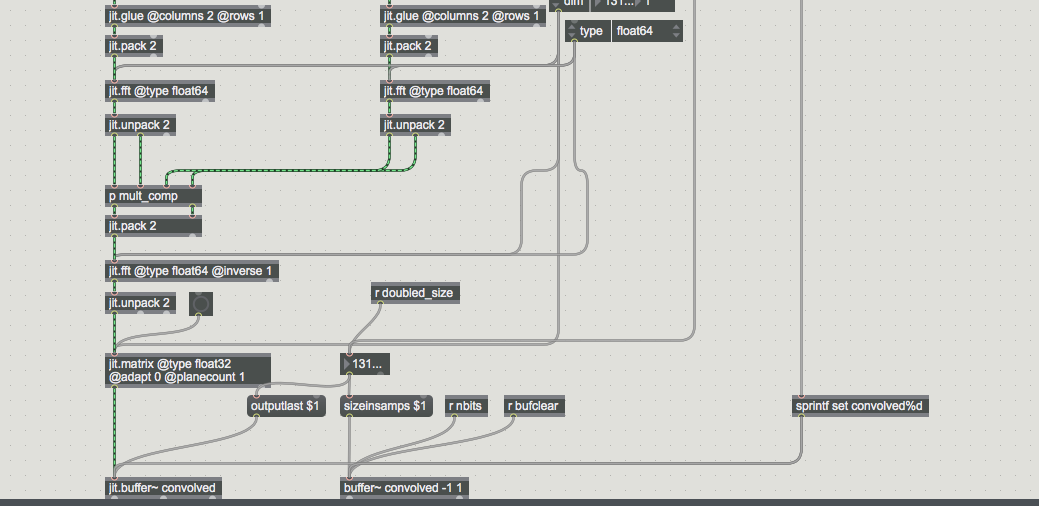 jit.glue @columns 2 @rows 1
jit.glue @columns 2 @rows 1
dim 131... 1
type float64
jit.pack 2
jit.pack 2
jit.fft @type float64
jit.fft @type float64
jit.unpack 2
jit.unpack 2
p mult_comp
jit.pack 2
jit.fft @type float64 @inverse 1
jit.unpack 2
r doubled_size
jit.matrix @type float32
@adapt 0 @planecount 1
131...
outputlast $1
sizeinsamps $1
r nbits
r bufclear
sprintf set convolved%d
jit.buffer~ convolved
buffer~ convolved -1 1